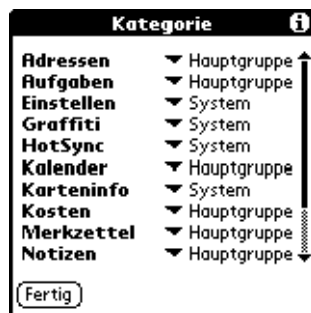 Kategorie
Adressen Hauptgruppe
Aufgaben Hauptgruppe
Einstellen System
Graffiti System
HotSync System
Kalender Hauptgruppe
Karteninfo System
Kosten Hauptgruppe
Merkzettel Hauptgruppe
Notizen Hauptgruppe
Fertig